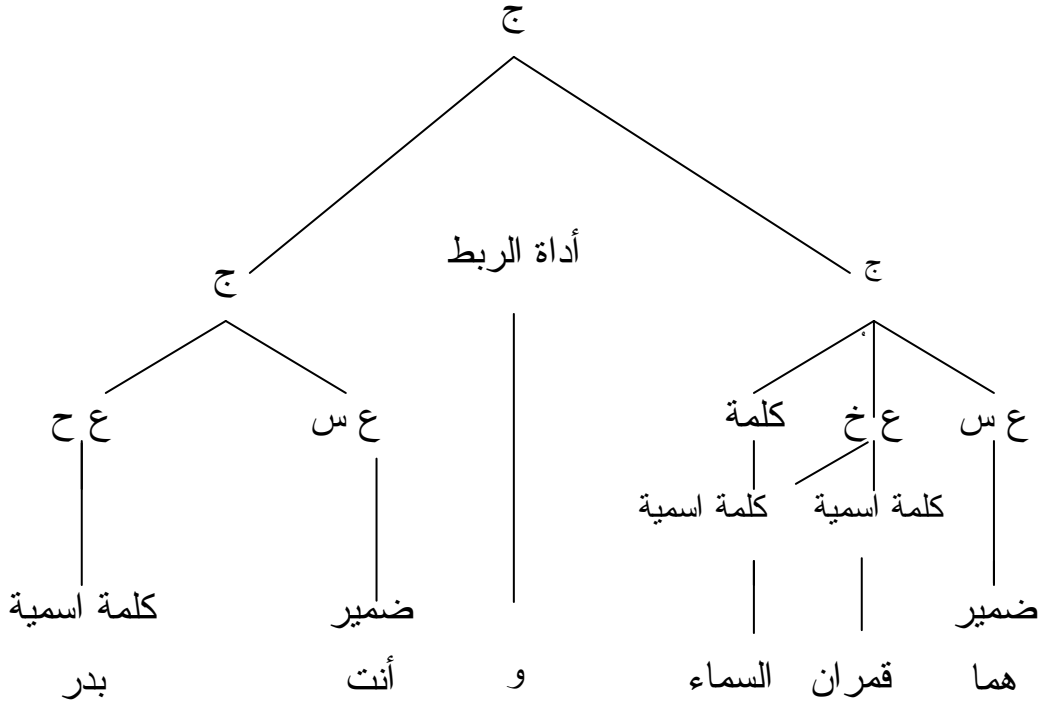 ج
أداة الربط
ج ج
ع س ع خ كلمة ع س ع ح
كلمة اسمية كلمة اسمية
ضمير ضمير كلمة اسمية
هما قمران السماء و أنت بدر